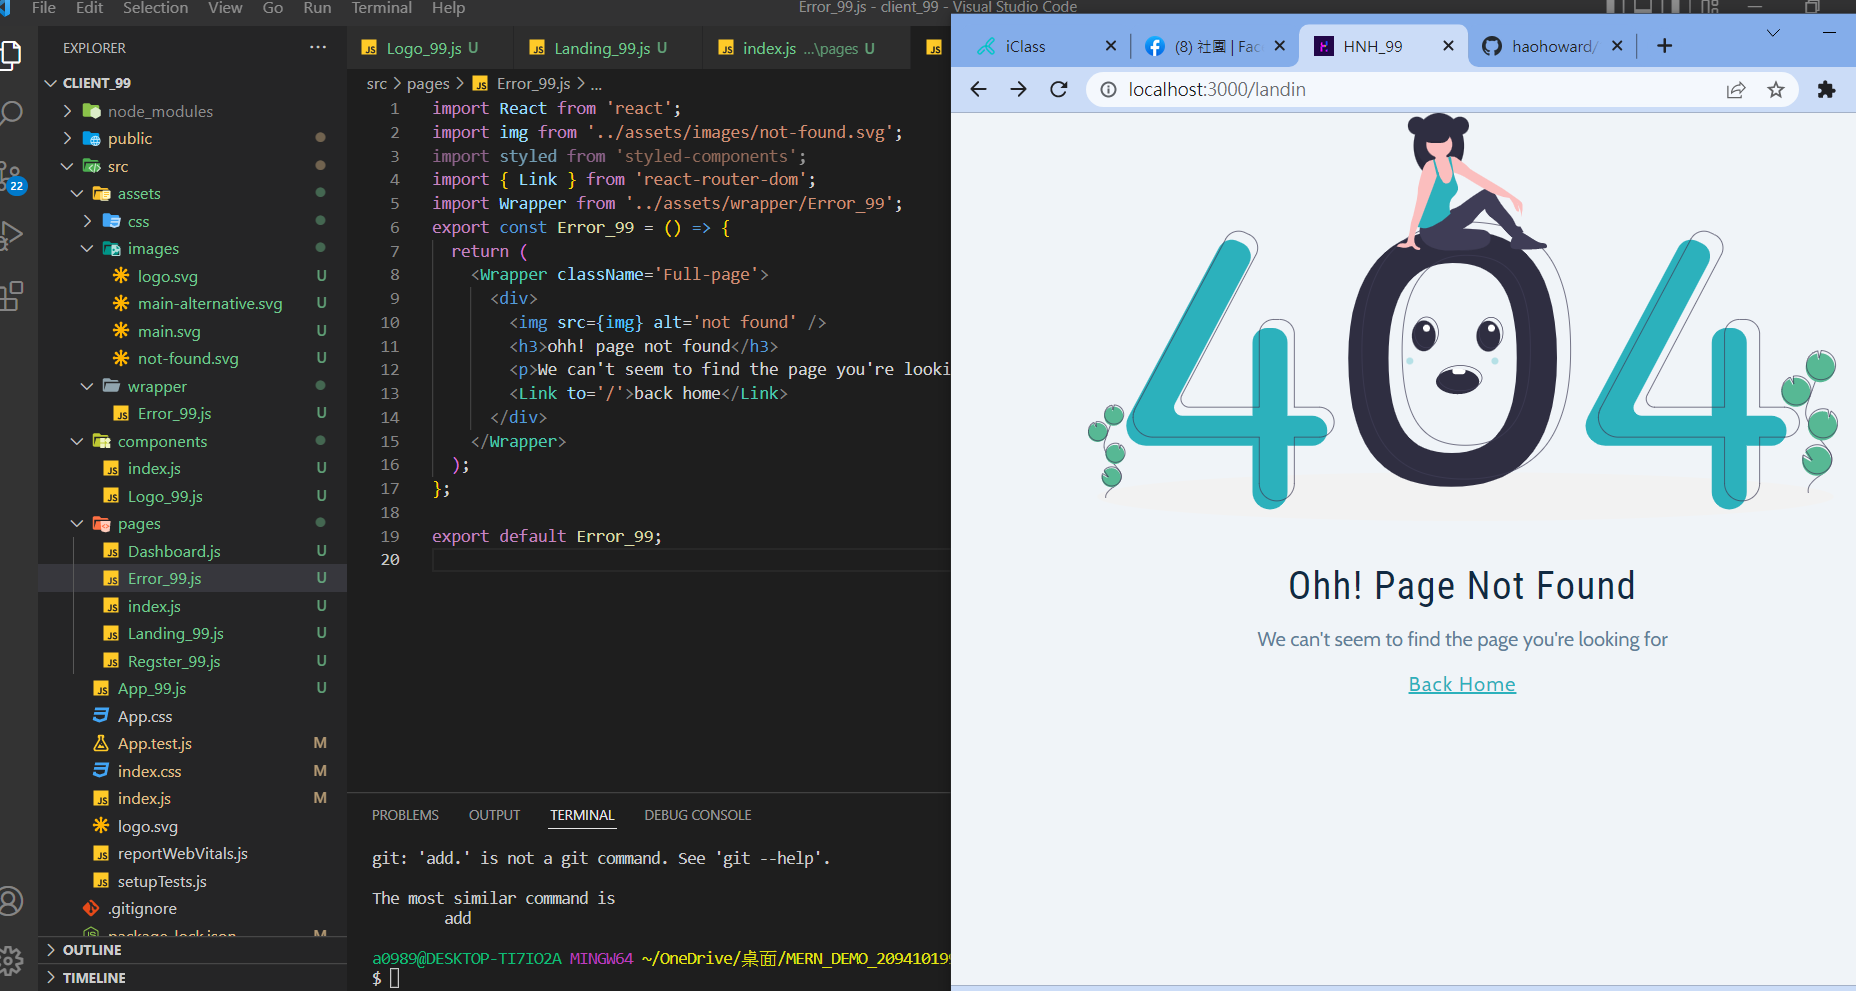 File Edit Selection View Go Run Terminal Help
Error_99.js - client_99 - Visual Studio Code
EXPLORER ···
CLIENT_99
node_modules
public
src
assets
css
images
logo.svg U
main-alternative.svg U
main.svg U
not-found.svg U
wrapper
Error_99.js U
components
index.js U
Logo_99.js U
pages
Dashboard.js U
Error_99.js U
index.js U
Landing_99.js U
Regster_99.js U
App_99.js U
App.css
App.test.js M
index.css M
index.js M
logo.svg
reportWebVitals.js
setupTests.js
.gitignore
package-lock.json M
OUTLINE
TIMELINE
22
Logo_99.js U
Landing_99.js U
index.js ...\pages U
JS
src > pages > JS Error_99.js > ...
1 import React from 'react';
2 import img from '../assets/images/not-found.svg';
3 import styled from 'styled-components';
4 import { Link } from 'react-router-dom';
5 import Wrapper from '../assets/wrapper/Error_99';
6 export const Error_99 = () => {
7 return (
8 <Wrapper className='Full-page'>
9 <div>
10 <img src={img} alt='not found' />
11 <h3>ohh! page not found</h3>
12 <p>We can't seem to find the page you're looki
13 <Link to='/'>back home</Link>
14 </div>
15 </Wrapper>
16 );
17 };
18
19 export default Error_99;
20
PROBLEMS OUTPUT TERMINAL DEBUG CONSOLE
git: 'add.' is not a git command. See 'git --help'.
The most similar command is
add
a0989@DESKTOP-TI7IO2A MINGW64 ~/OneDrive/桌面/MERN_DEMO_209410199
$
iClass
(8) 社團 | Fac
HNH_99
haohoward/
localhost:3000/landin
404
Ohh! Page Not Found
We can't seem to find the page you're looking for
Back Home